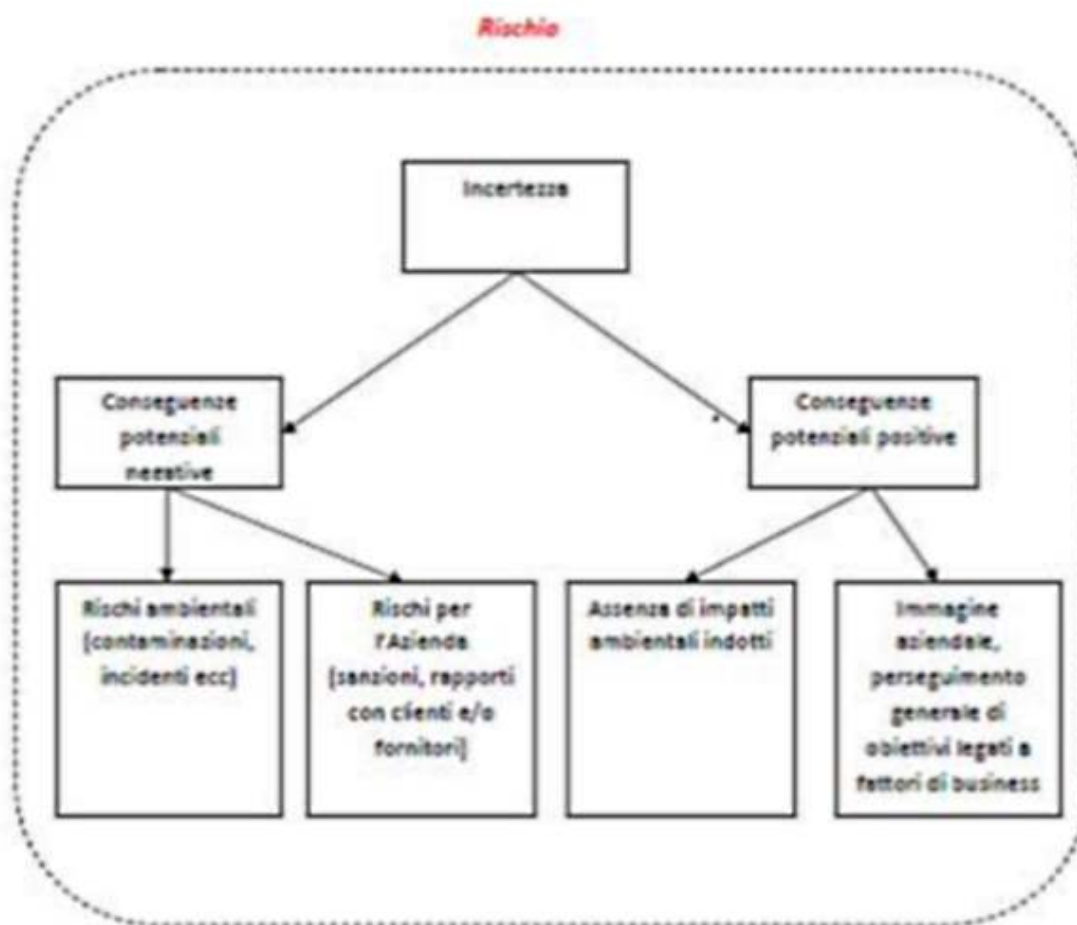 Rischio
Incertezza
Conseguenze
potenziali
negative
Conseguenze
potenziali positive
Rischi ambientali
(contaminazioni,
incidenti ecc)
Rischi per
l'Azienda
(sanzioni, rapporti
con clienti e/o
fornitori)
Assenza di impatti
ambientali indotti
Immagine
aziendale,
perseguimento
generale di
obiettivi legati a
fattori di business